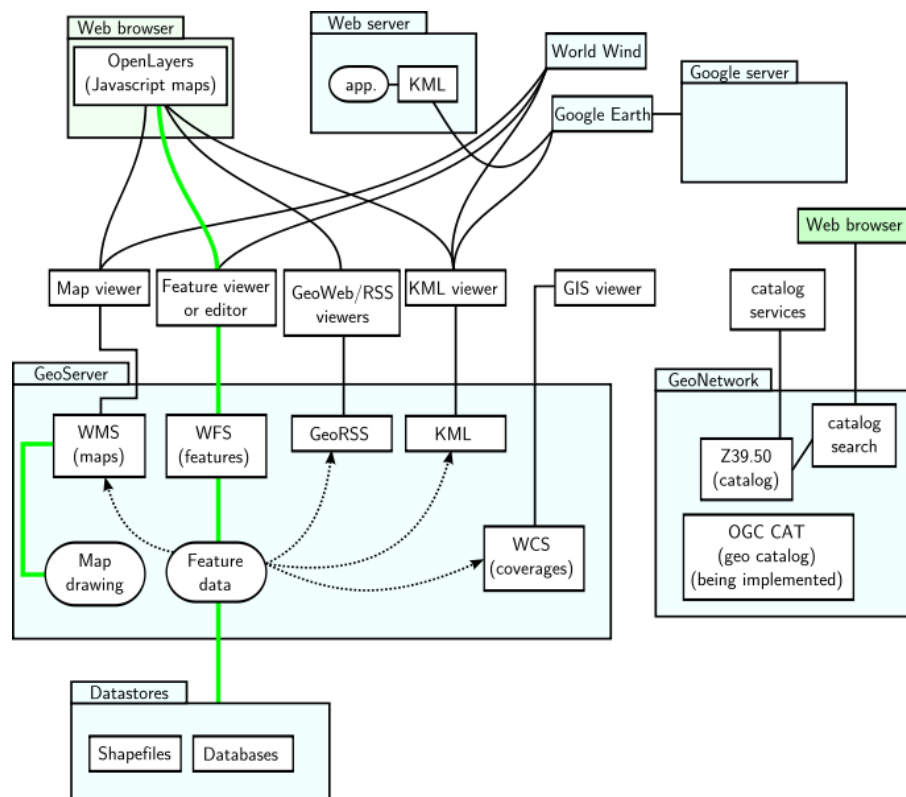 Web browser
OpenLayers
(Javascript maps)
Web server
app.
KML
World Wind
Google Earth
Google server
Web browser
Map viewer
Feature viewer
or editor
GeoWeb/RSS
viewers
KML viewer
GIS viewer
catalog
services
GeoServer
WMS
(maps)
WFS
(features)
GeoRSS
KML
Map
drawing
Feature
data
WCS
(coverages)
GeoNetwork
catalog
search
Z39.50
(catalog)
OGC CAT
(geo catalog)
(being implemented)
Datastores
Shapefiles
Databases